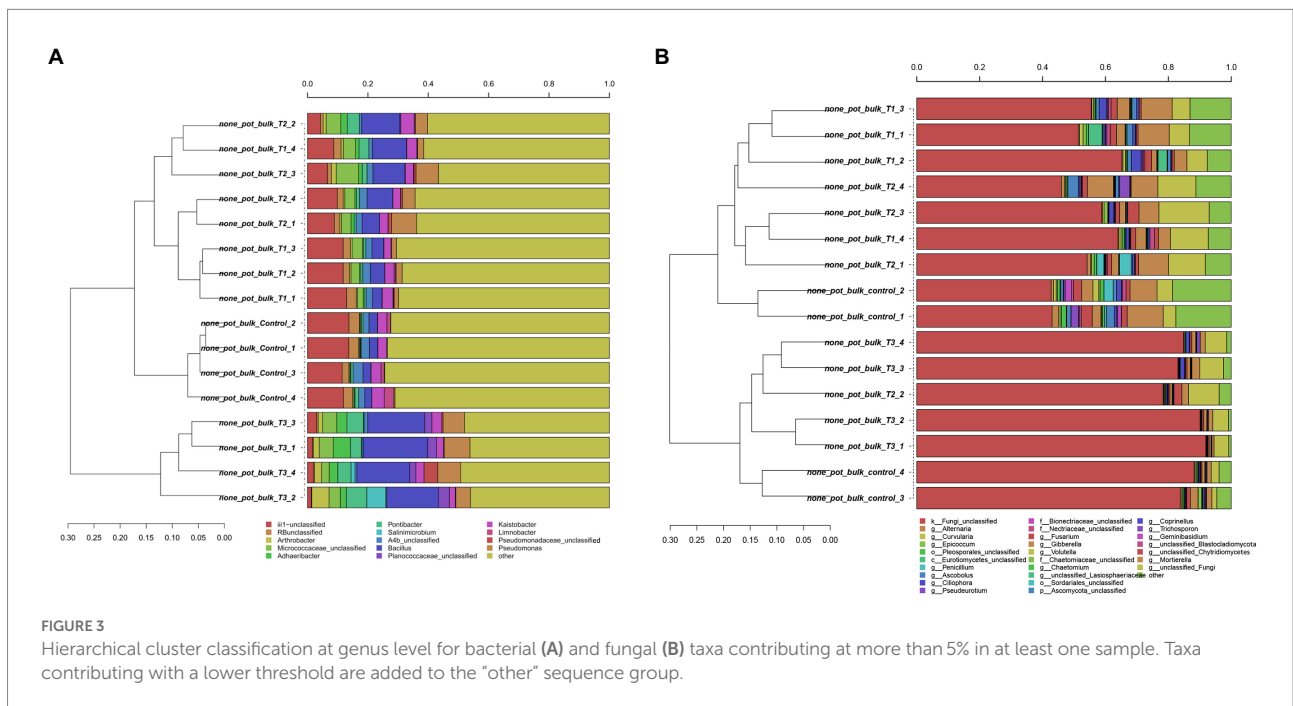 A
B
0.0 0.2 0.4 0.6 0.8 1.0
none_pot_bulk_T2_2
none_pot_bulk_T1_4
none_pot_bulk_T2_3
none_pot_bulk_T2_4
none_pot_bulk_T2_1
none_pot_bulk_T1_3
none_pot_bulk_T1_2
none_pot_bulk_T1_1
none_pot_bulk_Control_2
none_pot_bulk_Control_1
none_pot_bulk_Control_3
none_pot_bulk_Control_4
none_pot_bulk_T3_3
none_pot_bulk_T3_1
none_pot_bulk_T3_4
none_pot_bulk_T3_2
0.30 0.25 0.20 0.15 0.10 0.05 0.00
iii1-unclassified
RBunclassified
Arthrobacter
Micrococcaceae_unclassified
Adhaeribacter
Pontibacter
Salinimicrobium
A4b_unclassified
Bacillus
Planococcaceae_unclassified
Kaistobacter
Limnobacter
Pseudomonadaceae_unclassified
Pseudomonas
other
0.0 0.2 0.4 0.6 0.8 1.0
none_pot_bulk_T1_3
none_pot_bulk_T1_1
none_pot_bulk_T1_2
none_pot_bulk_T2_4
none_pot_bulk_T2_3
none_pot_bulk_T1_4
none_pot_bulk_T2_1
none_pot_bulk_control_2
none_pot_bulk_control_1
none_pot_bulk_T3_4
none_pot_bulk_T3_3
none_pot_bulk_T2_2
none_pot_bulk_T3_2
none_pot_bulk_T3_1
none_pot_bulk_control_4
none_pot_bulk_control_3
0.30 0.25 0.20 0.15 0.10 0.05 0.00
k__Fungi_unclassified
g__Alternaria
g__Curvularia
g__Epicoccum
o__Pleosporales_unclassified
c__Eurotiomycetes_unclassified
g__Penicillium
g__Ascobolus
g__Ciliophora
g__Pseudeurotium
f__Bionectriaceae_unclassified
f__Nectriaceae_unclassified
g__Fusarium
g__Gibberella
g__Volutella
f__Chaetomiaceae_unclassified
g__Chaetomium
g__unclassified_Lasiosphaeriaceae
o__Sordariales_unclassified
p__Ascomycota_unclassified
g__Coprinellus
g__Trichosporon
g__Geminibasidium
g__unclassified_Blastocladiomycota
g__unclassified_Chytridiomycetes
g__Mortierella
g__unclassified_Fungi
other
FIGURE 3
Hierarchical cluster classification at genus level for bacterial (A) and fungal (B) taxa contributing at more than 5% in at least one sample. Taxa
contributing with a lower threshold are added to the “other” sequence group.